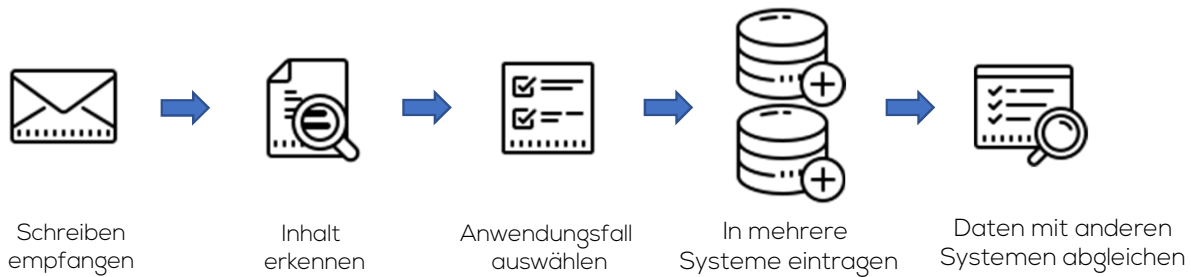 Schreiben
empfangen
Inhalt
erkennen
Anwendungsfall
auswählen
In mehrere
Systeme eintragen
Daten mit anderen
Systemen abgleichen